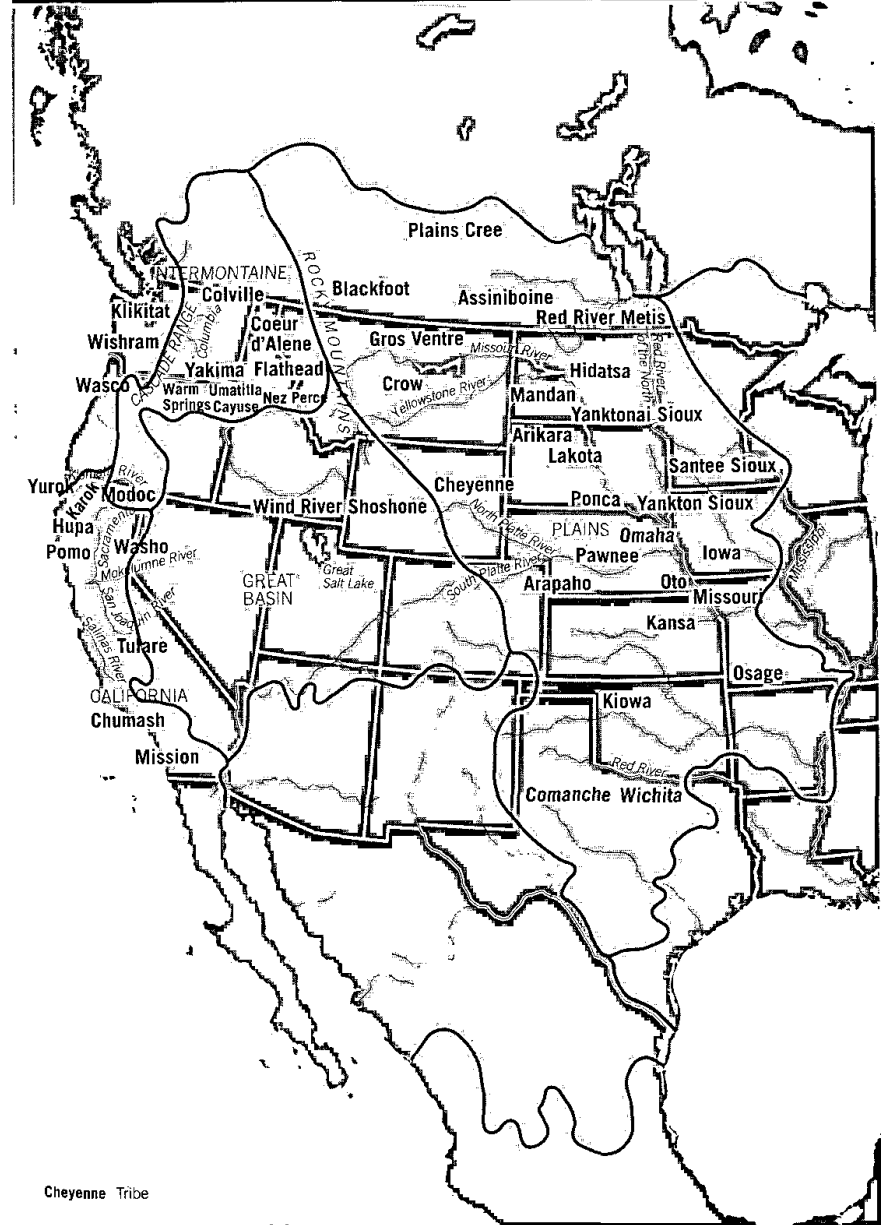 Plains Cree
INTERMONTAINE
ROCKY MOUNTAINS
Blackfoot
Colville
Assiniboine
Klikitat
CASCADE RANGE
Columbia
Coeur
d'Alene
Red River Metis
Wishram
Gros Ventre
Missouri River
Red River
of the North
Yakima
Flathead
Hidatsa
Wasco
Crow
Warm
Springs
Umatilla
Cayuse
Nez Perce
Yellowstone River
Mandan
Yanktonai Sioux
Arikara
Lakota
Santee Sioux
Yurok
River
Karok
Modoc
Cheyenne
Wind River Shoshone
Ponca
Yankton Sioux
Hupa
North Platte River
PLAINS
Omaha
Pomo
Sacramento
Washo
Pawnee
Iowa
Mississippi
Mokelumne River
Great
Salt Lake
South Platte River
GREAT
BASIN
Arapaho
Oto
Missouri
San Joaquin River
Kansa
Salinas River
Tulare
Osage
CALIFORNIA
Kiowa
Chumash
Mission
Red River
Comanche
Wichita
Cheyenne Tribe